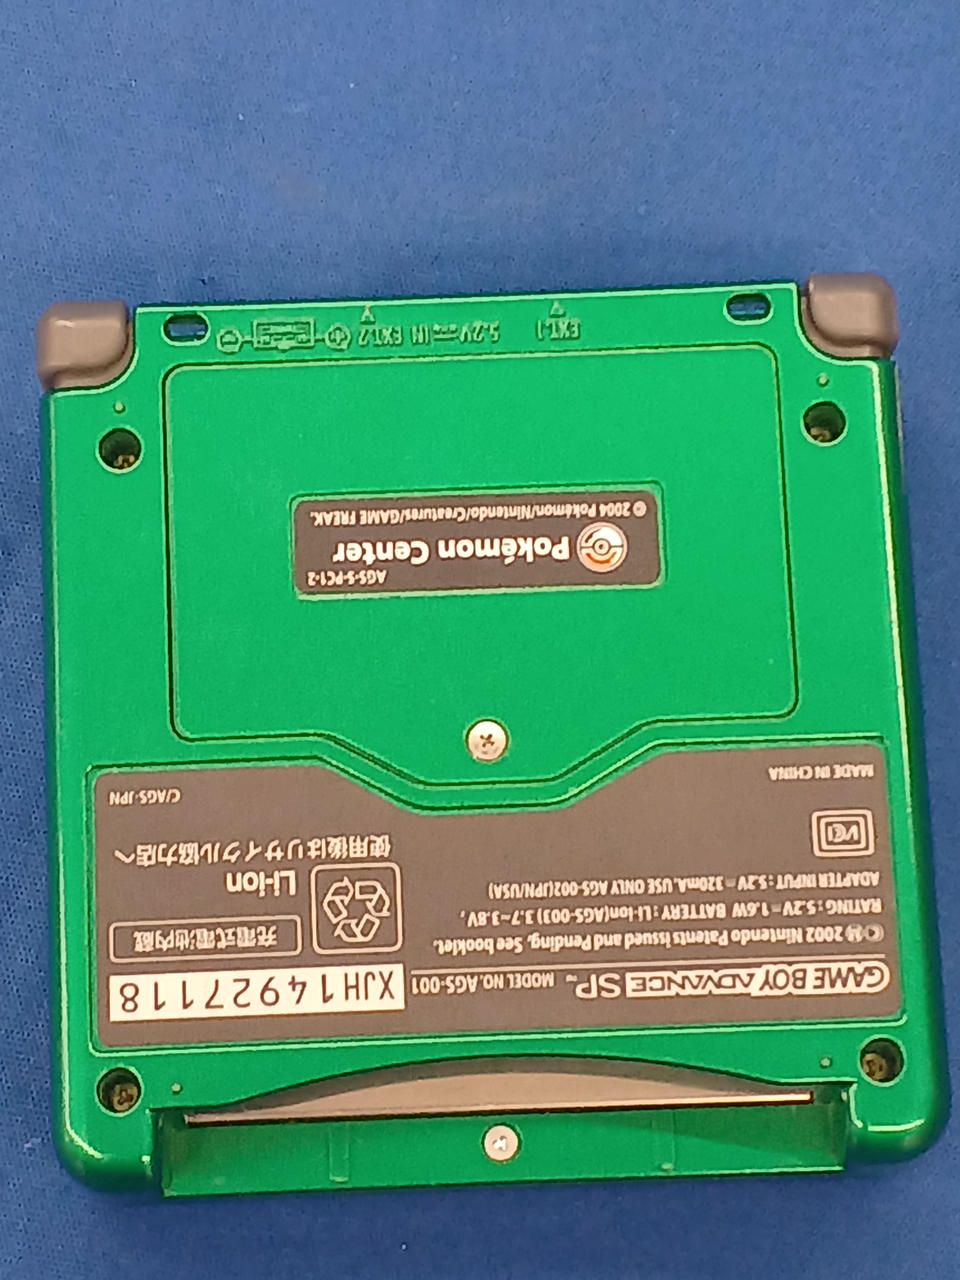 GAME BOY ADVANCE SP™ MODEL NO. AGS-001
© M 2002 Nintendo Patents issued and Pending, See booklet.
RATING : 5.2V⎓1.6W BATTERY : Li-ion(AGS-003) 3.7~3.8V,
ADAPTER INPUT : 5.2V⎓320mA. USE ONLY AGS-002(JPN/USA)
VCI
MADE IN CHINA
XJH14927118
充電式電池内蔵
Li-ion
使用後はリサイクル協力店へ
C/AGS-JPN
AGS-S-PC1-2
Pokémon Center
© 2004 Pokémon/Nintendo/Creatures/GAME FREAK.
EXT.1
5.2V⎓IN EXT.2